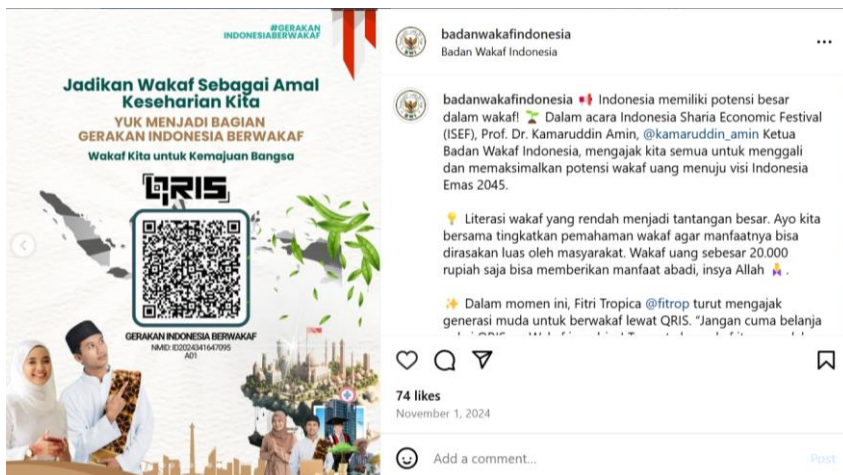 #GERAKAN
INDONESIABERWAKAF
Jadikan Wakaf Sebagai Amal
Keseharian Kita
YUK MENJADI BAGIAN
GERAKAN INDONESIA BERWAKAF
Wakaf Kita untuk Kemajuan Bangsa
QRIS
GERAKAN INDONESIA BERWAKAF
NMID: ID2024341647095
A01
badanwakafindonesia
Badan Wakaf Indonesia
badanwakafindonesia 📢 Indonesia memiliki potensi besar
dalam wakaf! 🌱 Dalam acara Indonesia Sharia Economic Festival
(ISEF), Prof. Dr. Kamaruddin Amin, @kamaruddin_amin Ketua
Badan Wakaf Indonesia, mengajak kita semua untuk menggali
dan memaksimalkan potensi wakaf uang menuju visi Indonesia
Emas 2045.
💡 Literasi wakaf yang rendah menjadi tantangan besar. Ayo kita
bersama tingkatkan pemahaman wakaf agar manfaatnya bisa
dirasakan luas oleh masyarakat. Wakaf uang sebesar 20.000
rupiah saja bisa memberikan manfaat abadi, insya Allah 🙏.
✨ Dalam momen ini, Fitri Tropica @fitrop turut mengajak
generasi muda untuk berwakaf lewat QRIS. "Jangan cuma belanja
74 likes
November 1, 2024
Add a comment...
Post